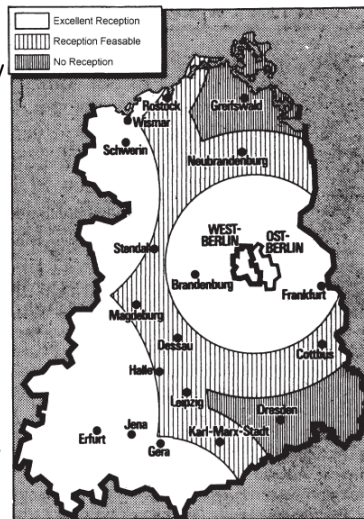 Excellent Reception
Reception Feasable
No Reception
Rostock
Greifswald
Wismar
Schwerin
Neubrandenburg
WEST-
BERLIN
OST-
BERLIN
Stendal
Brandenburg
Frankfurt
Magdeburg
Dessau
Cottbus
Halle
Leipzig
Dresden
Erfurt
Jena
Gera
Karl-Marx-Stadt